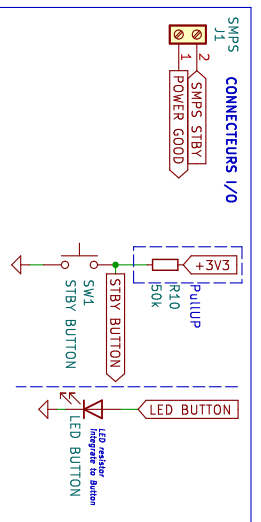 CONNECTEURS I/O
SMPS
J1
2
1
SMPS STBY
POWER GOOD
+3V3
PullUP
R10
50k
STBY BUTTON
SW1
STBY BUTTON
LED BUTTON
LED resistor
integrate to Button
LED BUTTON